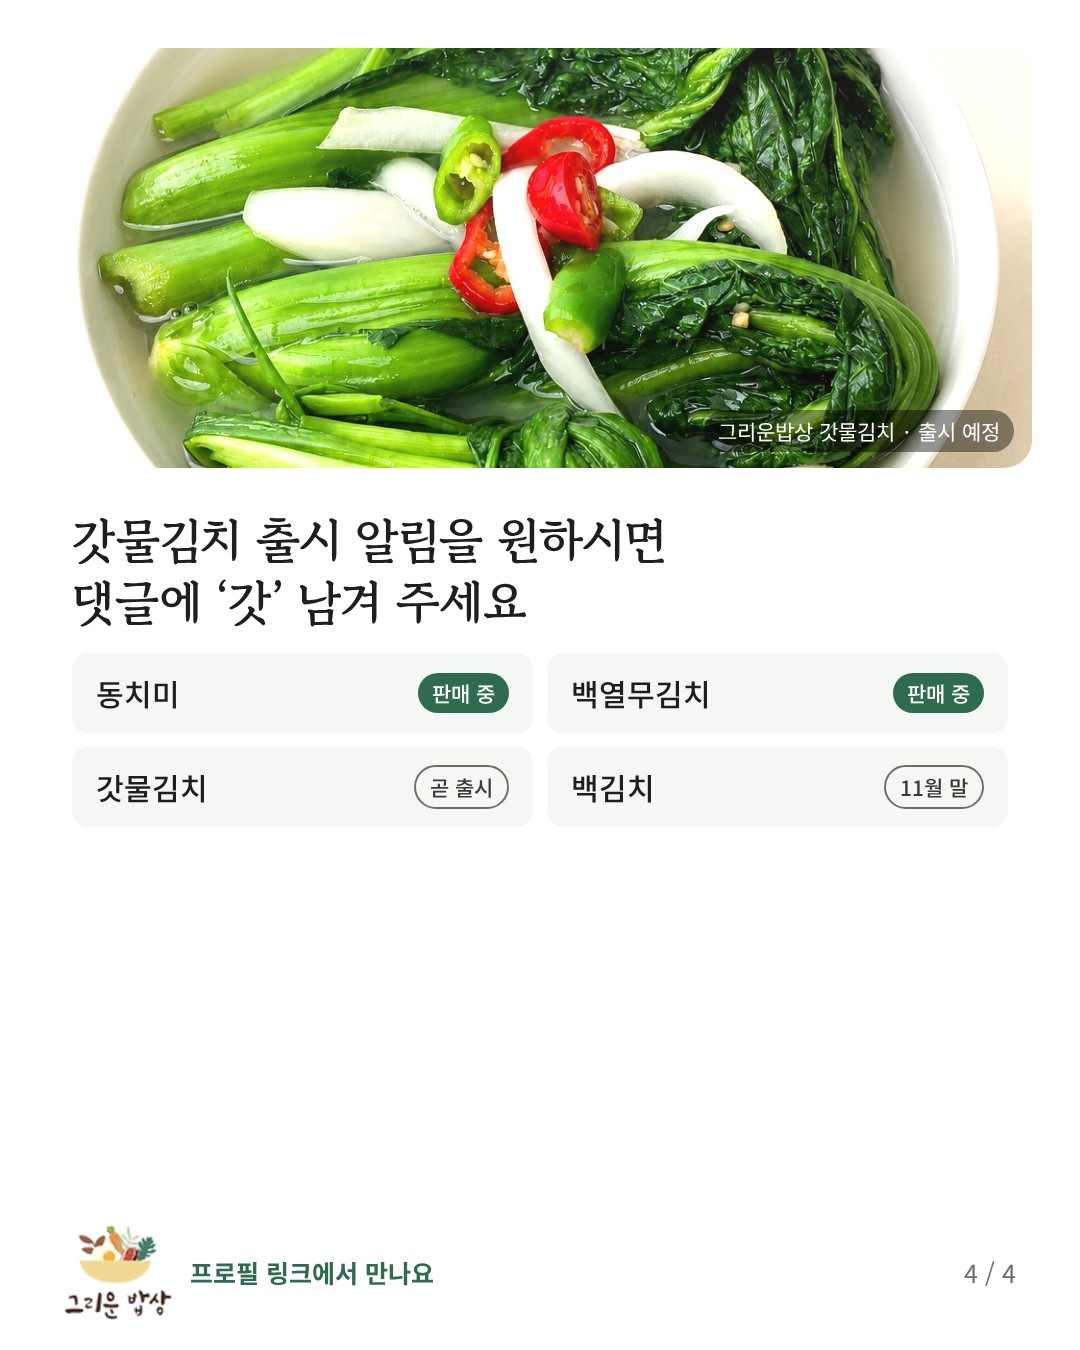 그리운밥상 갓물김치 · 출시 예정
갓물김치 출시 알림을 원하시면
댓글에 ‘갓’ 남겨 주세요
동치미 판매 중
백열무김치 판매 중
갓물김치 곧 출시
백김치 11월 말
그리운 밥상
프로필 링크에서 만나요
4 / 4